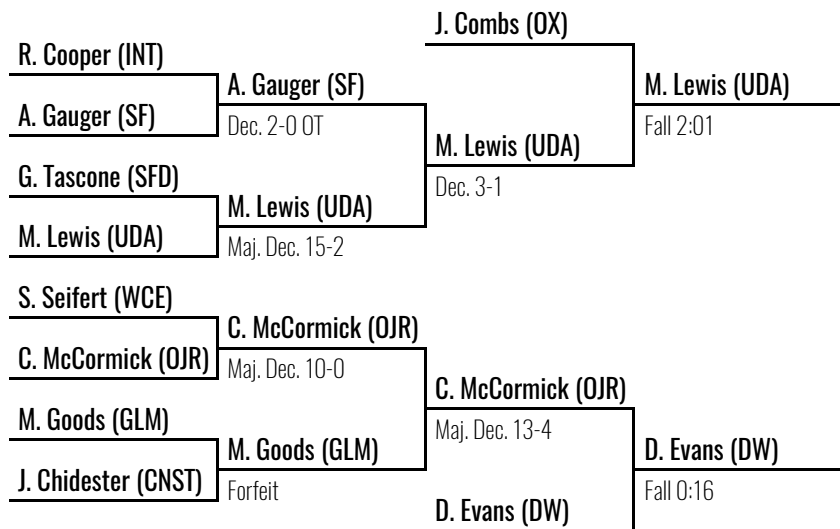 J. Combs (OX)
R. Cooper (INT)
A. Gauger (SF)
M. Lewis (UDA)
A. Gauger (SF)
Dec. 2-0 OT
Fall 2:01
M. Lewis (UDA)
G. Tascone (SFD)
Dec. 3-1
M. Lewis (UDA)
M. Lewis (UDA)
Maj. Dec. 15-2
S. Seifert (WCE)
C. McCormick (OJR)
C. McCormick (OJR)
Maj. Dec. 10-0
C. McCormick (OJR)
M. Goods (GLM)
Maj. Dec. 13-4
M. Goods (GLM)
D. Evans (DW)
J. Chidester (CNST)
Forfeit
Fall 0:16
D. Evans (DW)